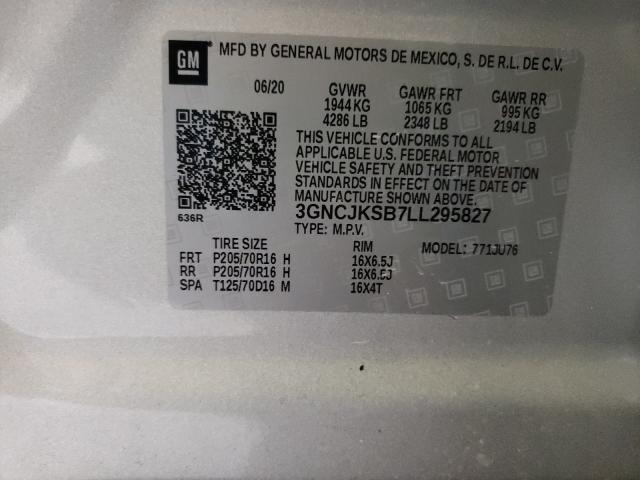 GM MFD BY GENERAL MOTORS DE MEXICO, S. DE R.L. DE C.V.
06/20 GVWR GAWR FRT GAWR RR
1944 KG 1065 KG 995 KG
4286 LB 2348 LB 2194 LB
THIS VEHICLE CONFORMS TO ALL
APPLICABLE U.S. FEDERAL MOTOR
VEHICLE SAFETY AND THEFT PREVENTION
STANDARDS IN EFFECT ON THE DATE OF
MANUFACTURE SHOWN ABOVE.
3GNCJKSB7LL295827
636R
TYPE: M.P.V.
TIRE SIZE RIM MODEL: 771JU76
FRT P205/70R16 H 16X6.5J
RR P205/70R16 H 16X6.5J
SPA T125/70D16 M 16X4T